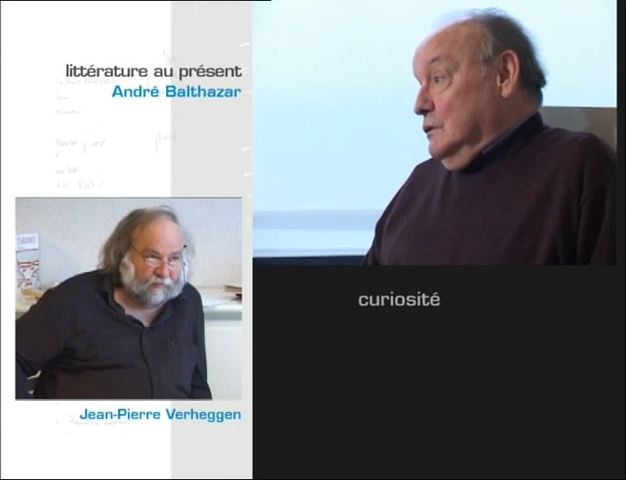 littérature au présent
André Balthazar
Jean-Pierre Verheggen
curiosité